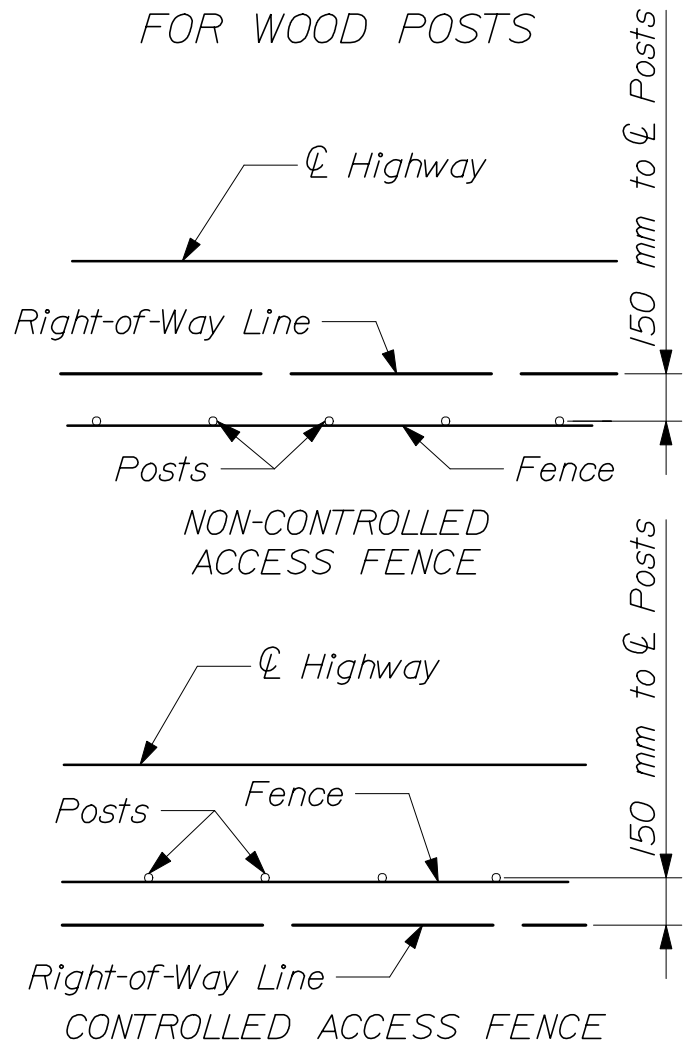 FOR WOOD POSTS
℄ Highway
150 mm to ℄ Posts
Right-of-Way Line
Posts
Fence
NON-CONTROLLED
ACCESS FENCE
℄ Highway
150 mm to ℄ Posts
Fence
Posts
Right-of-Way Line
CONTROLLED ACCESS FENCE